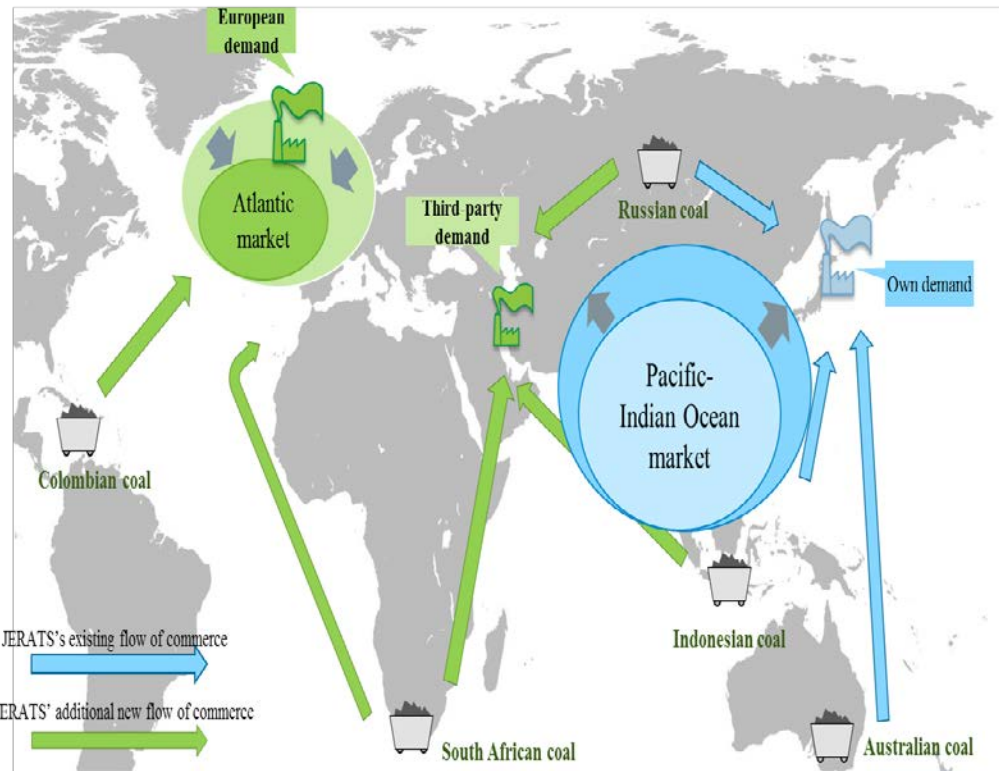 European
demand
Atlantic
market
Third-party
demand
Russian coal
Own demand
Pacific-
Indian Ocean
market
Colombian coal
Indonesian coal
JERATS's existing flow of commerce
ERATS' additional new flow of commerce
South African coal
Australian coal